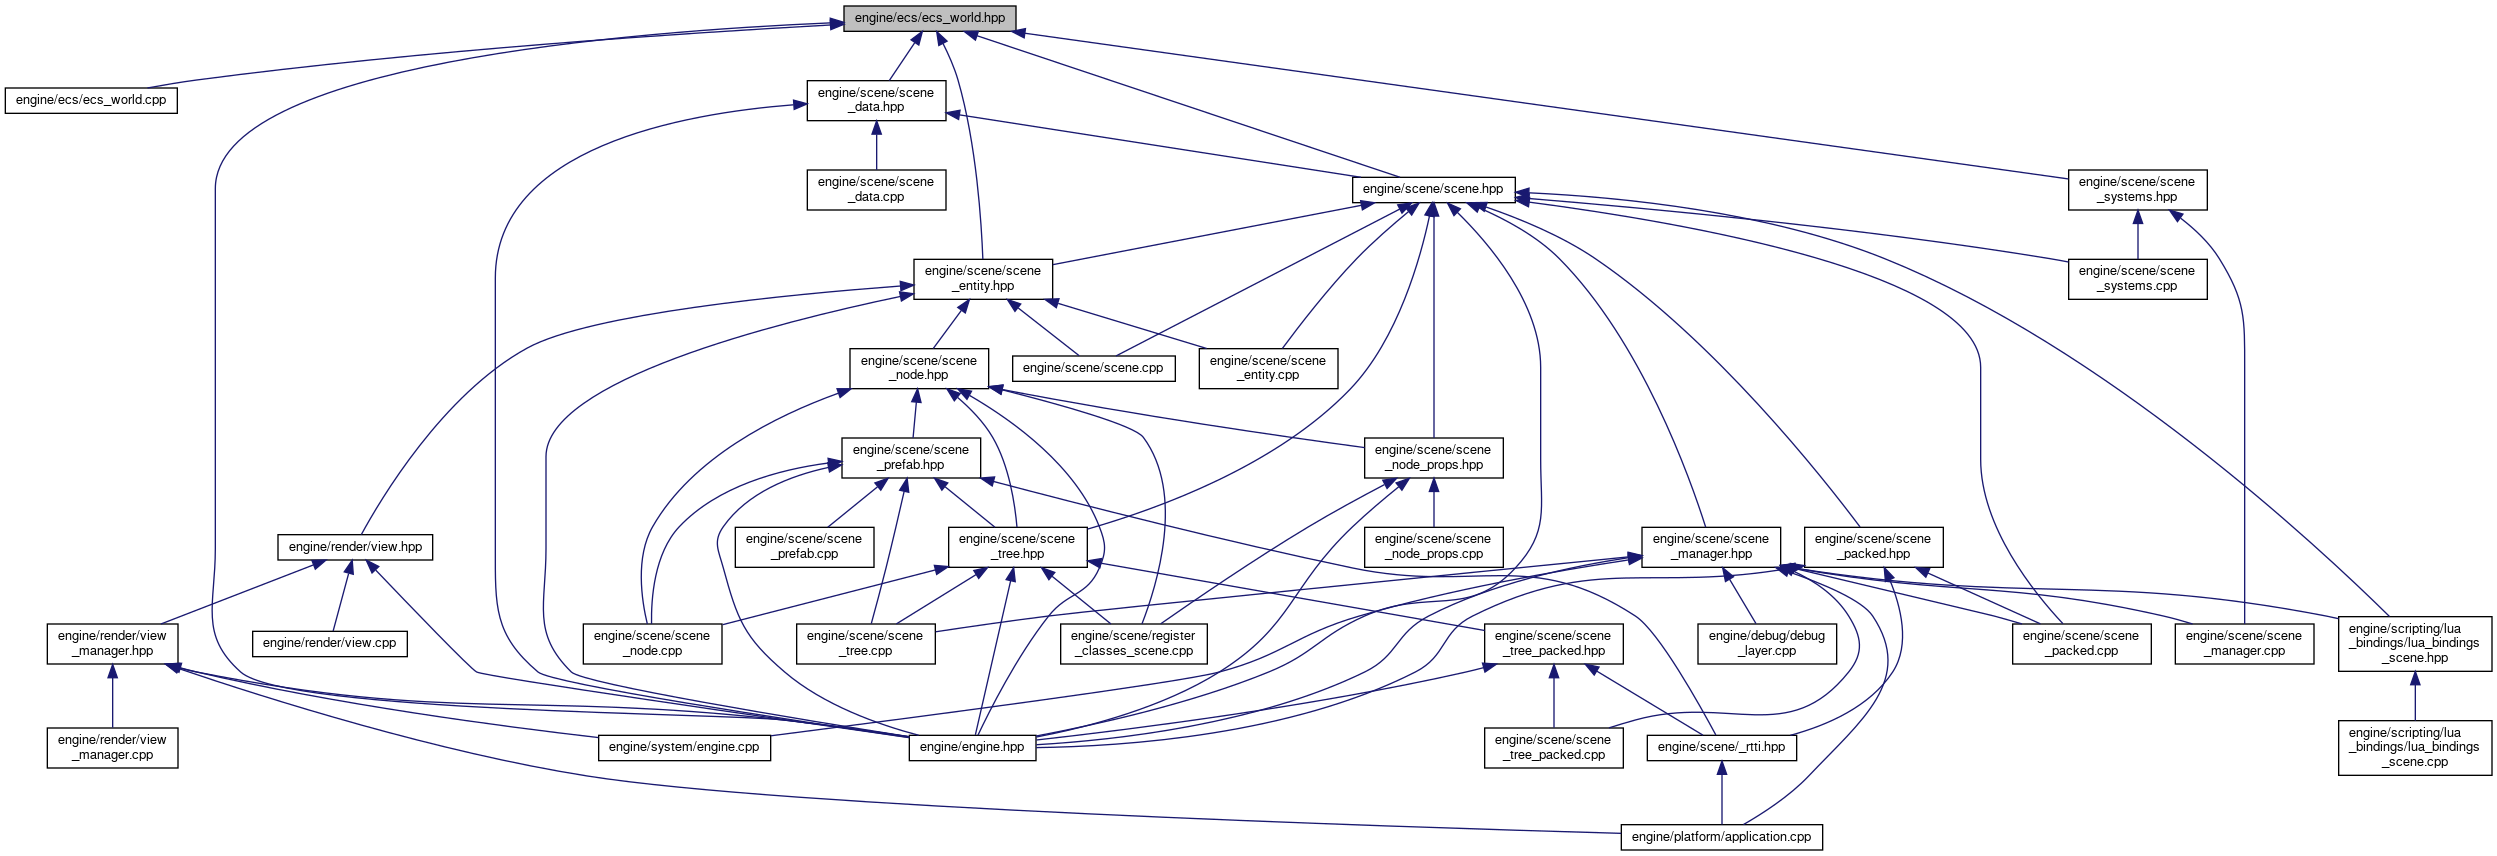 engine/ecs/ecs_world.hpp
engine/ecs/ecs_world.cpp
engine/scene/scene
_data.hpp
engine/scene/scene
_data.cpp
engine/scene/scene.hpp
engine/scene/scene
_systems.hpp
engine/scene/scene
_entity.hpp
engine/scene/scene
_systems.cpp
engine/scene/scene
_node.hpp
engine/scene/scene.cpp
engine/scene/scene
_entity.cpp
engine/scene/scene
_prefab.hpp
engine/scene/scene
_node_props.hpp
engine/render/view.hpp
engine/scene/scene
_prefab.cpp
engine/scene/scene
_tree.hpp
engine/scene/scene
_node_props.cpp
engine/scene/scene
_manager.hpp
engine/scene/scene
_packed.hpp
engine/render/view
_manager.hpp
engine/render/view.cpp
engine/scene/scene
_node.cpp
engine/scene/scene
_tree.cpp
engine/scene/register
_classes_scene.cpp
engine/scene/scene
_tree_packed.hpp
engine/debug/debug
_layer.cpp
engine/scene/scene
_packed.cpp
engine/scene/scene
_manager.cpp
engine/scripting/lua
_bindings/lua_bindings
_scene.hpp
engine/render/view
_manager.cpp
engine/system/engine.cpp
engine/engine.hpp
engine/scene/scene
_tree_packed.cpp
engine/scene/_rtti.hpp
engine/scripting/lua
_bindings/lua_bindings
_scene.cpp
engine/platform/application.cpp